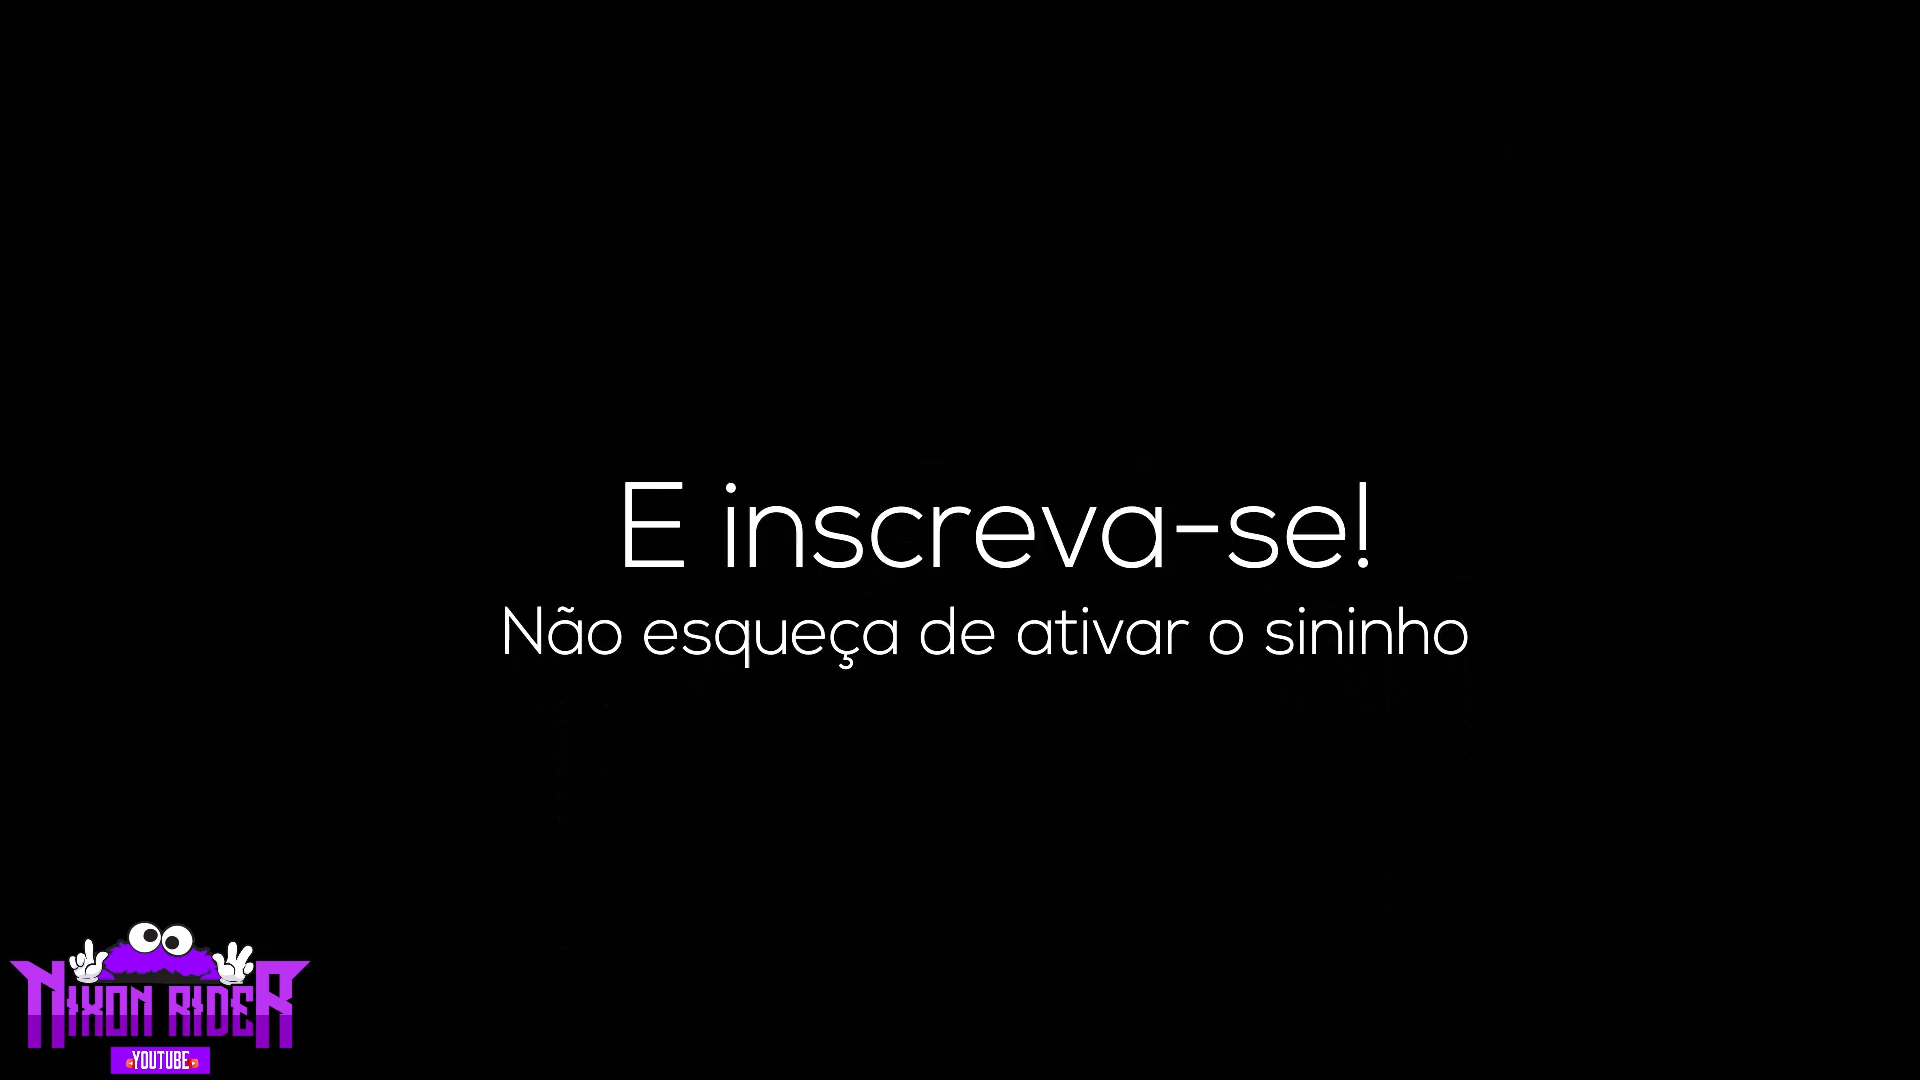 E inscreva-se!
Não esqueça de ativar o sininho
NIXON RIDER
YOUTUBE